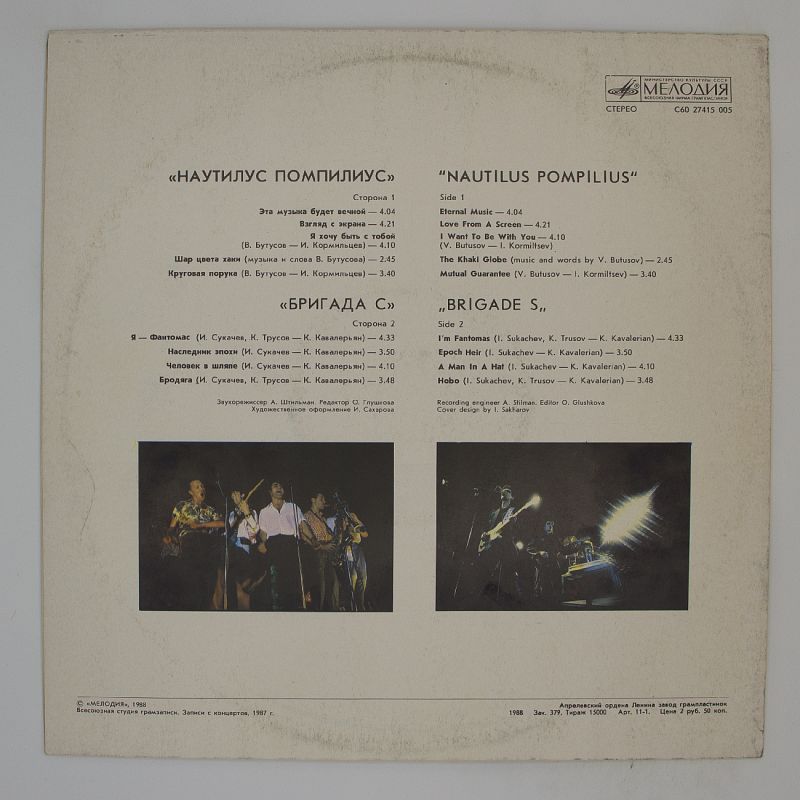 МИНИСТЕРСТВО КУЛЬТУРЫ СССР
МЕЛОДИЯ
ВСЕСОЮЗНАЯ ФИРМА ГРАМПЛАСТИНОК
СТЕРЕО С60 27415 005
«НАУТИЛУС ПОМПИЛИУС»
Сторона 1
Эта музыка будет вечной — 4.04
Взгляд с экрана — 4.21
Я хочу быть с тобой
(В. Бутусов — И. Кормильцев) — 4.10
Шар цвета хаки (музыка и слова В. Бутусова) — 2.45
Круговая порука (В. Бутусов — И. Кормильцев) — 3.40
«БРИГАДА С»
Сторона 2
Я — Фантомас (И. Сукачев, К. Трусов — К. Кавалерьян) — 4.33
Наследник эпохи (И. Сукачев — К. Кавалерьян) — 3.50
Человек в шляпе (И. Сукачев — К. Кавалерьян) — 4.10
Бродяга (И. Сукачев, К. Трусов — К. Кавалерьян) — 3.48
Звукорежиссер А. Штильман. Редактор О. Глушкова
Художественное оформление И. Сахарова
“NAUTILUS POMPILIUS“
Side 1
Eternal Music — 4.04
Love From A Screen — 4.21
I Want To Be With You — 4.10
(V. Butusov — I. Kormiltsev)
The Khaki Globe (music and words by V. Butusov) — 2.45
Mutual Guarantee (V. Butusov — I. Kormiltsev) — 3.40
„BRIGADE S„
Side 2
I'm Fantomas (I. Sukachev, K. Trusov — K. Kavalerian) — 4.33
Epoch Heir (I. Sukachev — K. Kavalerian) — 3.50
A Man In A Hat (I. Sukachev — K. Kavalerian) — 4.10
Hobo (I. Sukachev, K. Trusov — K. Kavalerian) — 3.48
Recording engineer A. Shilman. Editor O. Glushkova
Cover design by I. Sakharov
© «МЕЛОДИЯ», 1988
Всесоюзная студия грамзаписи. Записи с концертов, 1987 г.
Апрелевский ордена Ленина завод грампластинок
1988 Зак. 379, Тираж 15000 Арт. 11-1. Цена 2 руб. 50 коп.